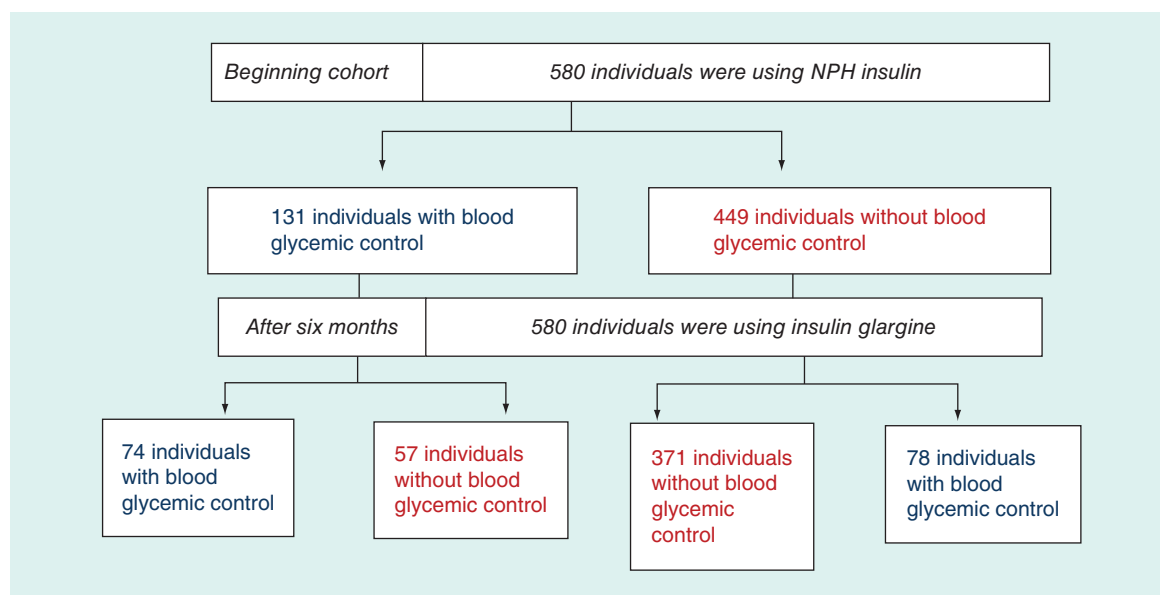 Beginning cohort
580 individuals were using NPH insulin
131 individuals with blood
glycemic control
449 individuals without blood
glycemic control
After six months
580 individuals were using insulin glargine
74 individuals
with blood
glycemic control
57 individuals
without blood
glycemic control
371 individuals
without blood
glycemic
control
78 individuals
with blood
glycemic control